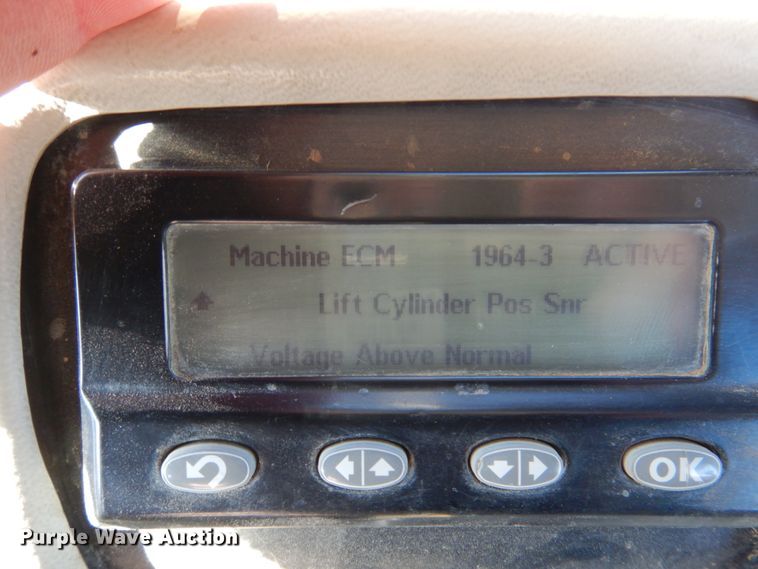 Machine ECM 1964-3 ACTIVE
Lift Cylinder Pos Snr
Voltage Above Normal
OK
Purple Wave Auction